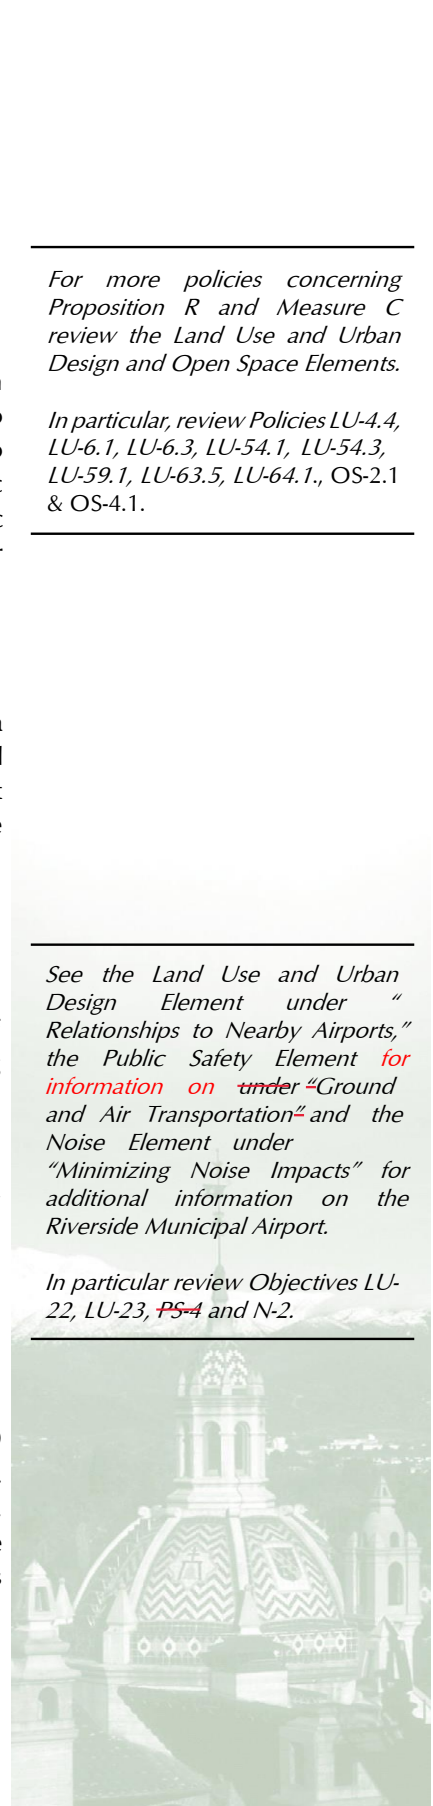 For more policies concerning
Proposition R and Measure C
review the Land Use and Urban
Design and Open Space Elements.
In particular, review Policies LU-4.4,
LU-6.1, LU-6.3, LU-54.1, LU-54.3,
LU-59.1, LU-63.5, LU-64.1., OS-2.1
& OS-4.1.
See the Land Use and Urban
Design Element under “
Relationships to Nearby Airports,”
the Public Safety Element for
information on under “Ground
and Air Transportation” and the
Noise Element under
“Minimizing Noise Impacts” for
additional information on the
Riverside Municipal Airport.
In particular review Objectives LU-
22, LU-23, PS-4 and N-2.